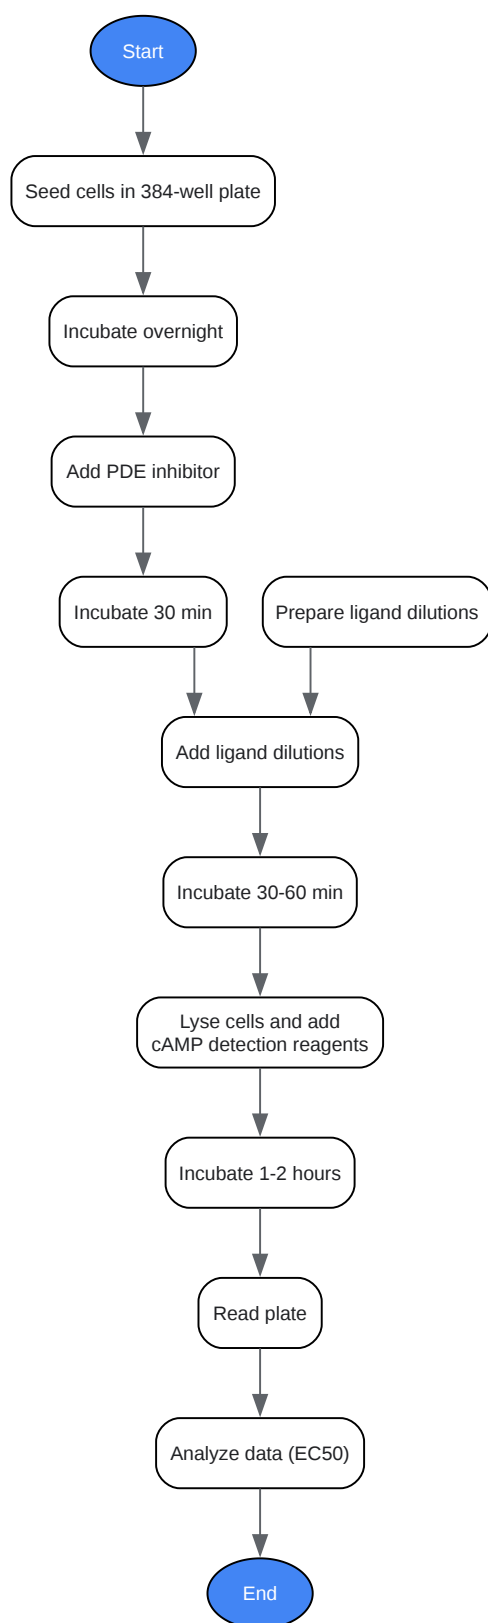 Start
Seed cells in 384-well plate
Incubate overnight
Add PDE inhibitor
Incubate 30 min
Prepare ligand dilutions
Add ligand dilutions
Incubate 30-60 min
Lyse cells and add
cAMP detection reagents
Incubate 1-2 hours
Read plate
Analyze data (EC50)
End